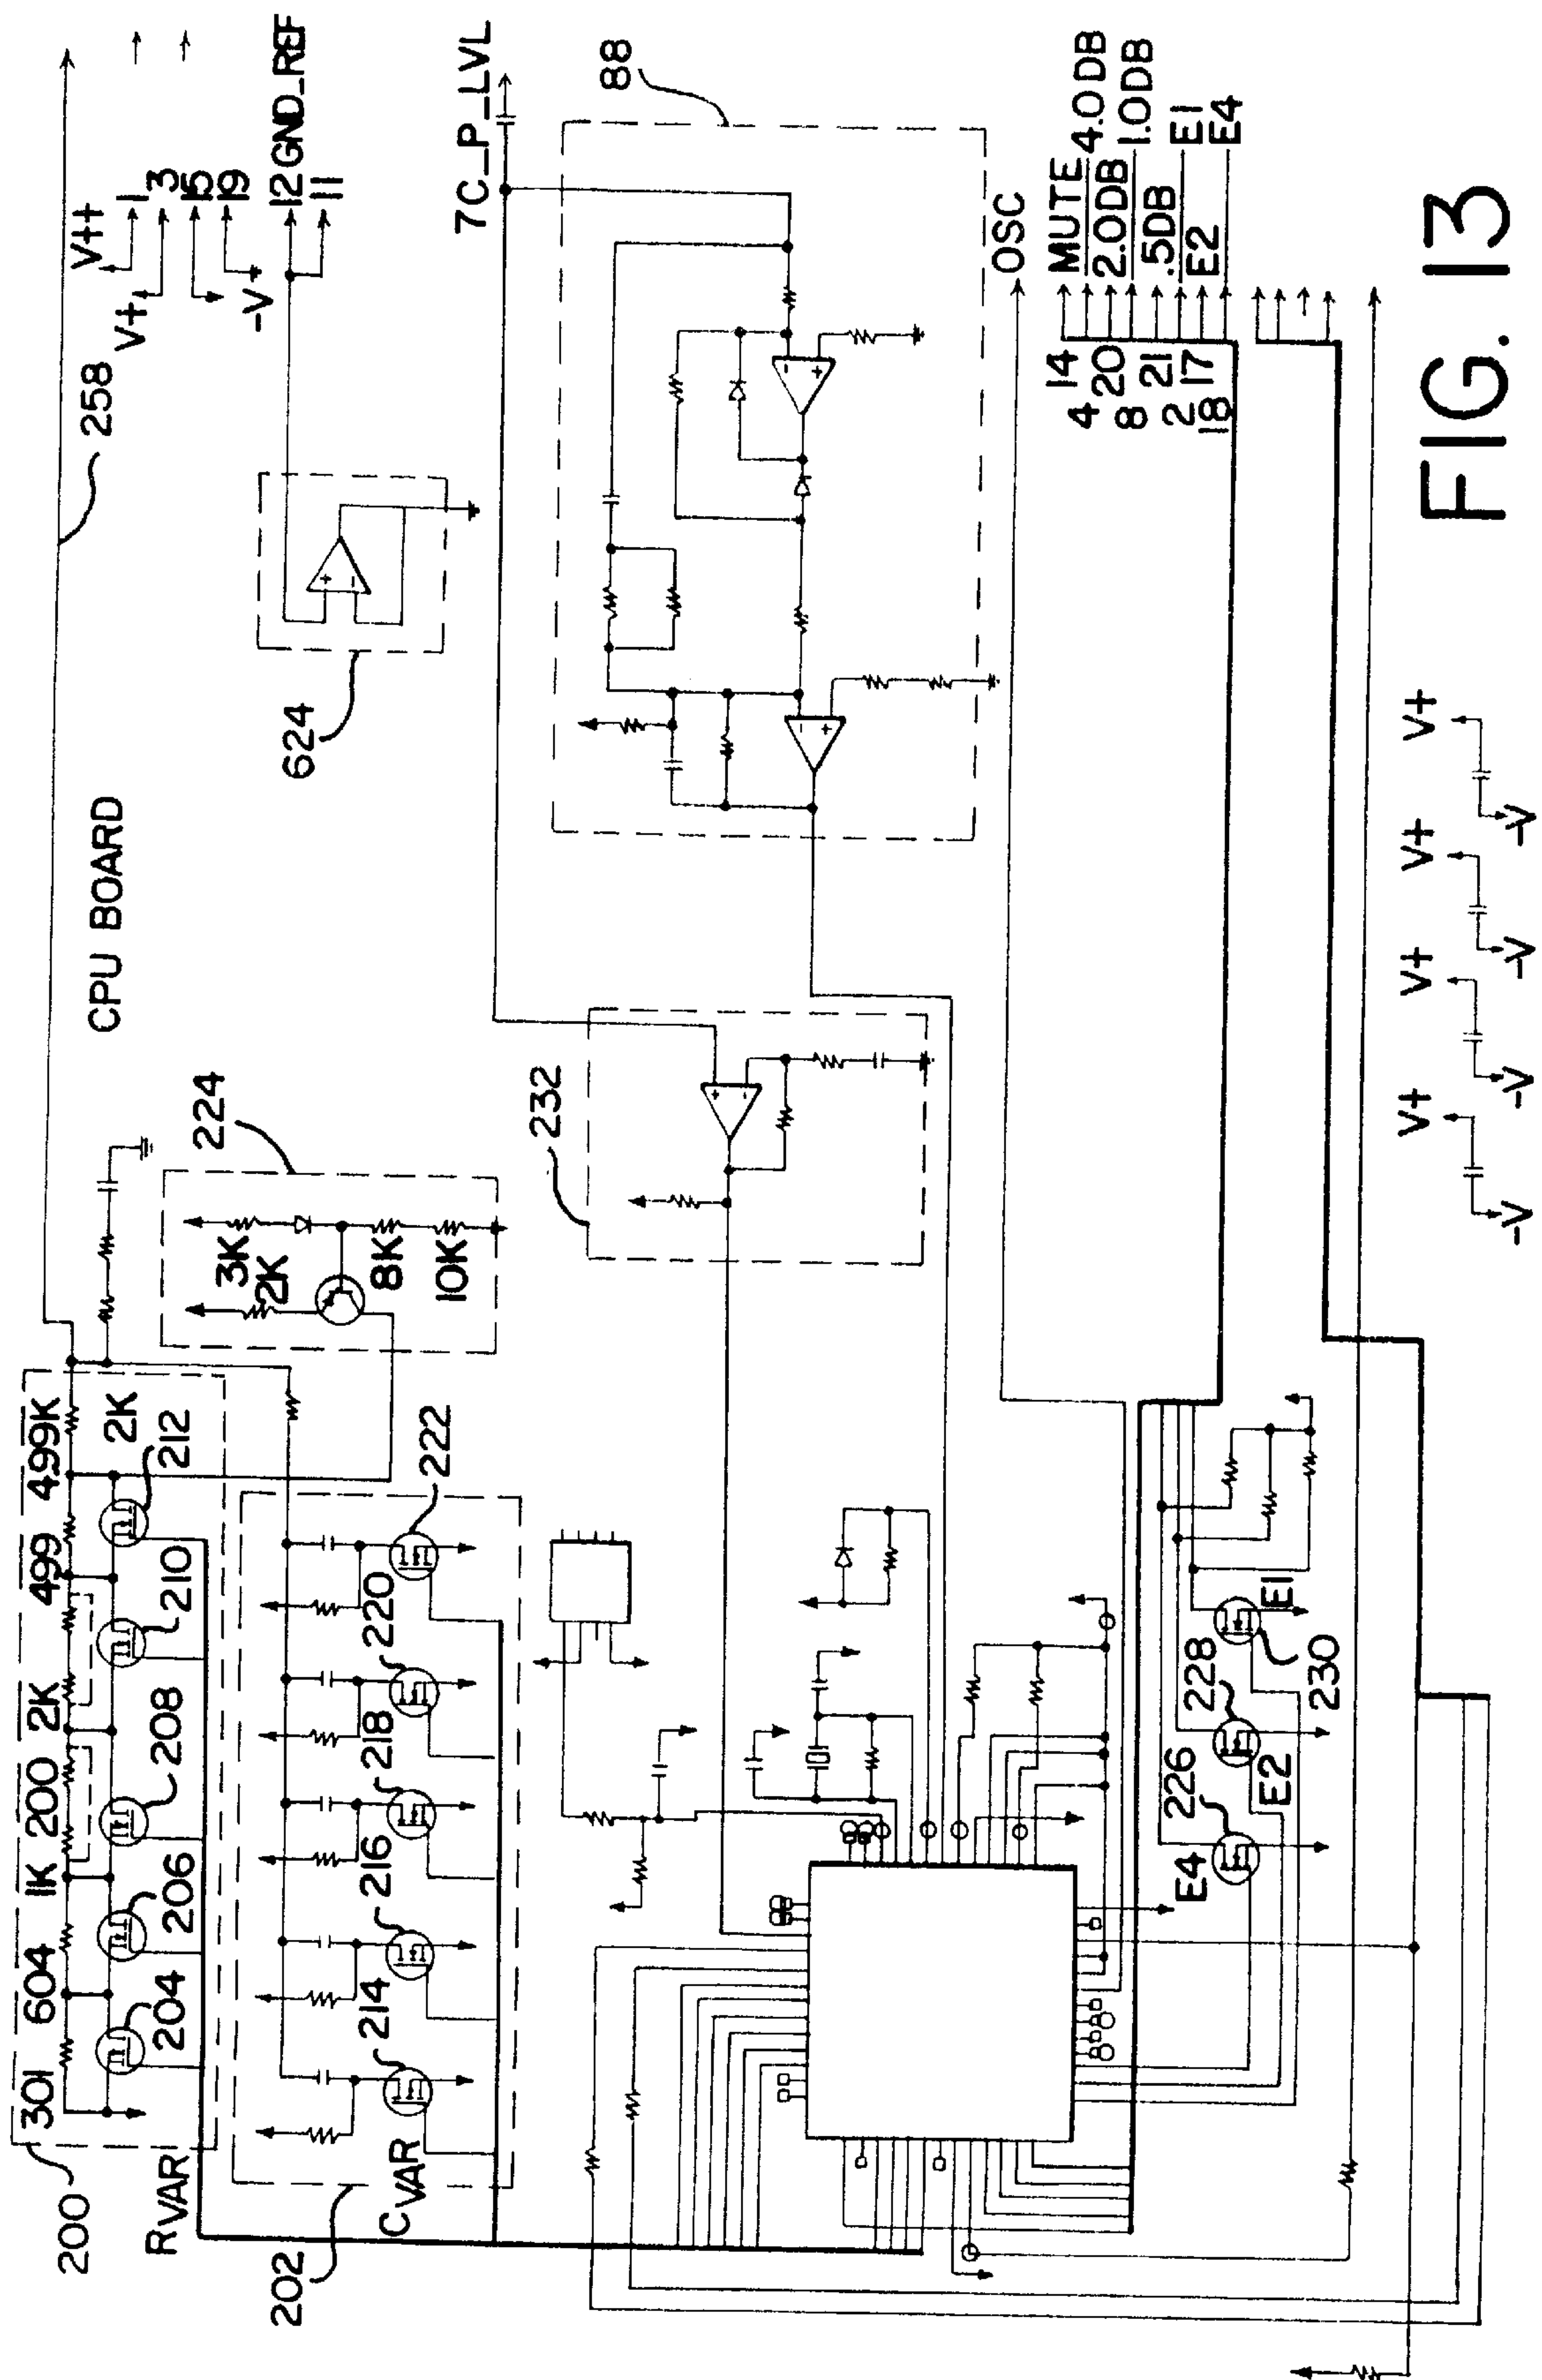 CPU BOARD
258
V++
V+
-V
1
3
15
19
12 GND_REF
11
624
7C_P_LVL
88
200
RVAR
301 604 1K 200 2K 499 4.99K
2K
204
206
208
210
212
224
3K
2K
8K
10K
202
CVAR
214
216
218
220
222
232
OSC
14 MUTE
4 4.0DB
20 2.0DB
8 1.0DB
21 .5DB
2 E1
17 E2
18 E4
E4
226
E2
228
E1
230
V+
-V
V+
-V
V+
-V
V+
-V
FIG. 13